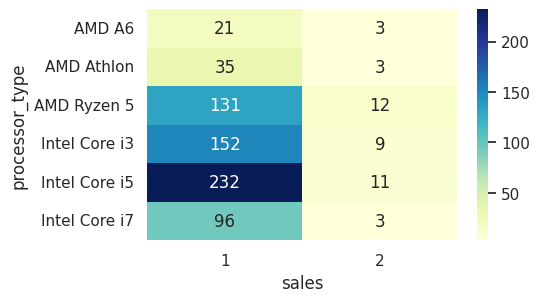 AMD A6 21 3
AMD Athlon 35 3
AMD Ryzen 5 131 12
Intel Core i3 152 9
Intel Core i5 232 11
Intel Core i7 96 3
1 2
sales
processor_type
200
150
100
50